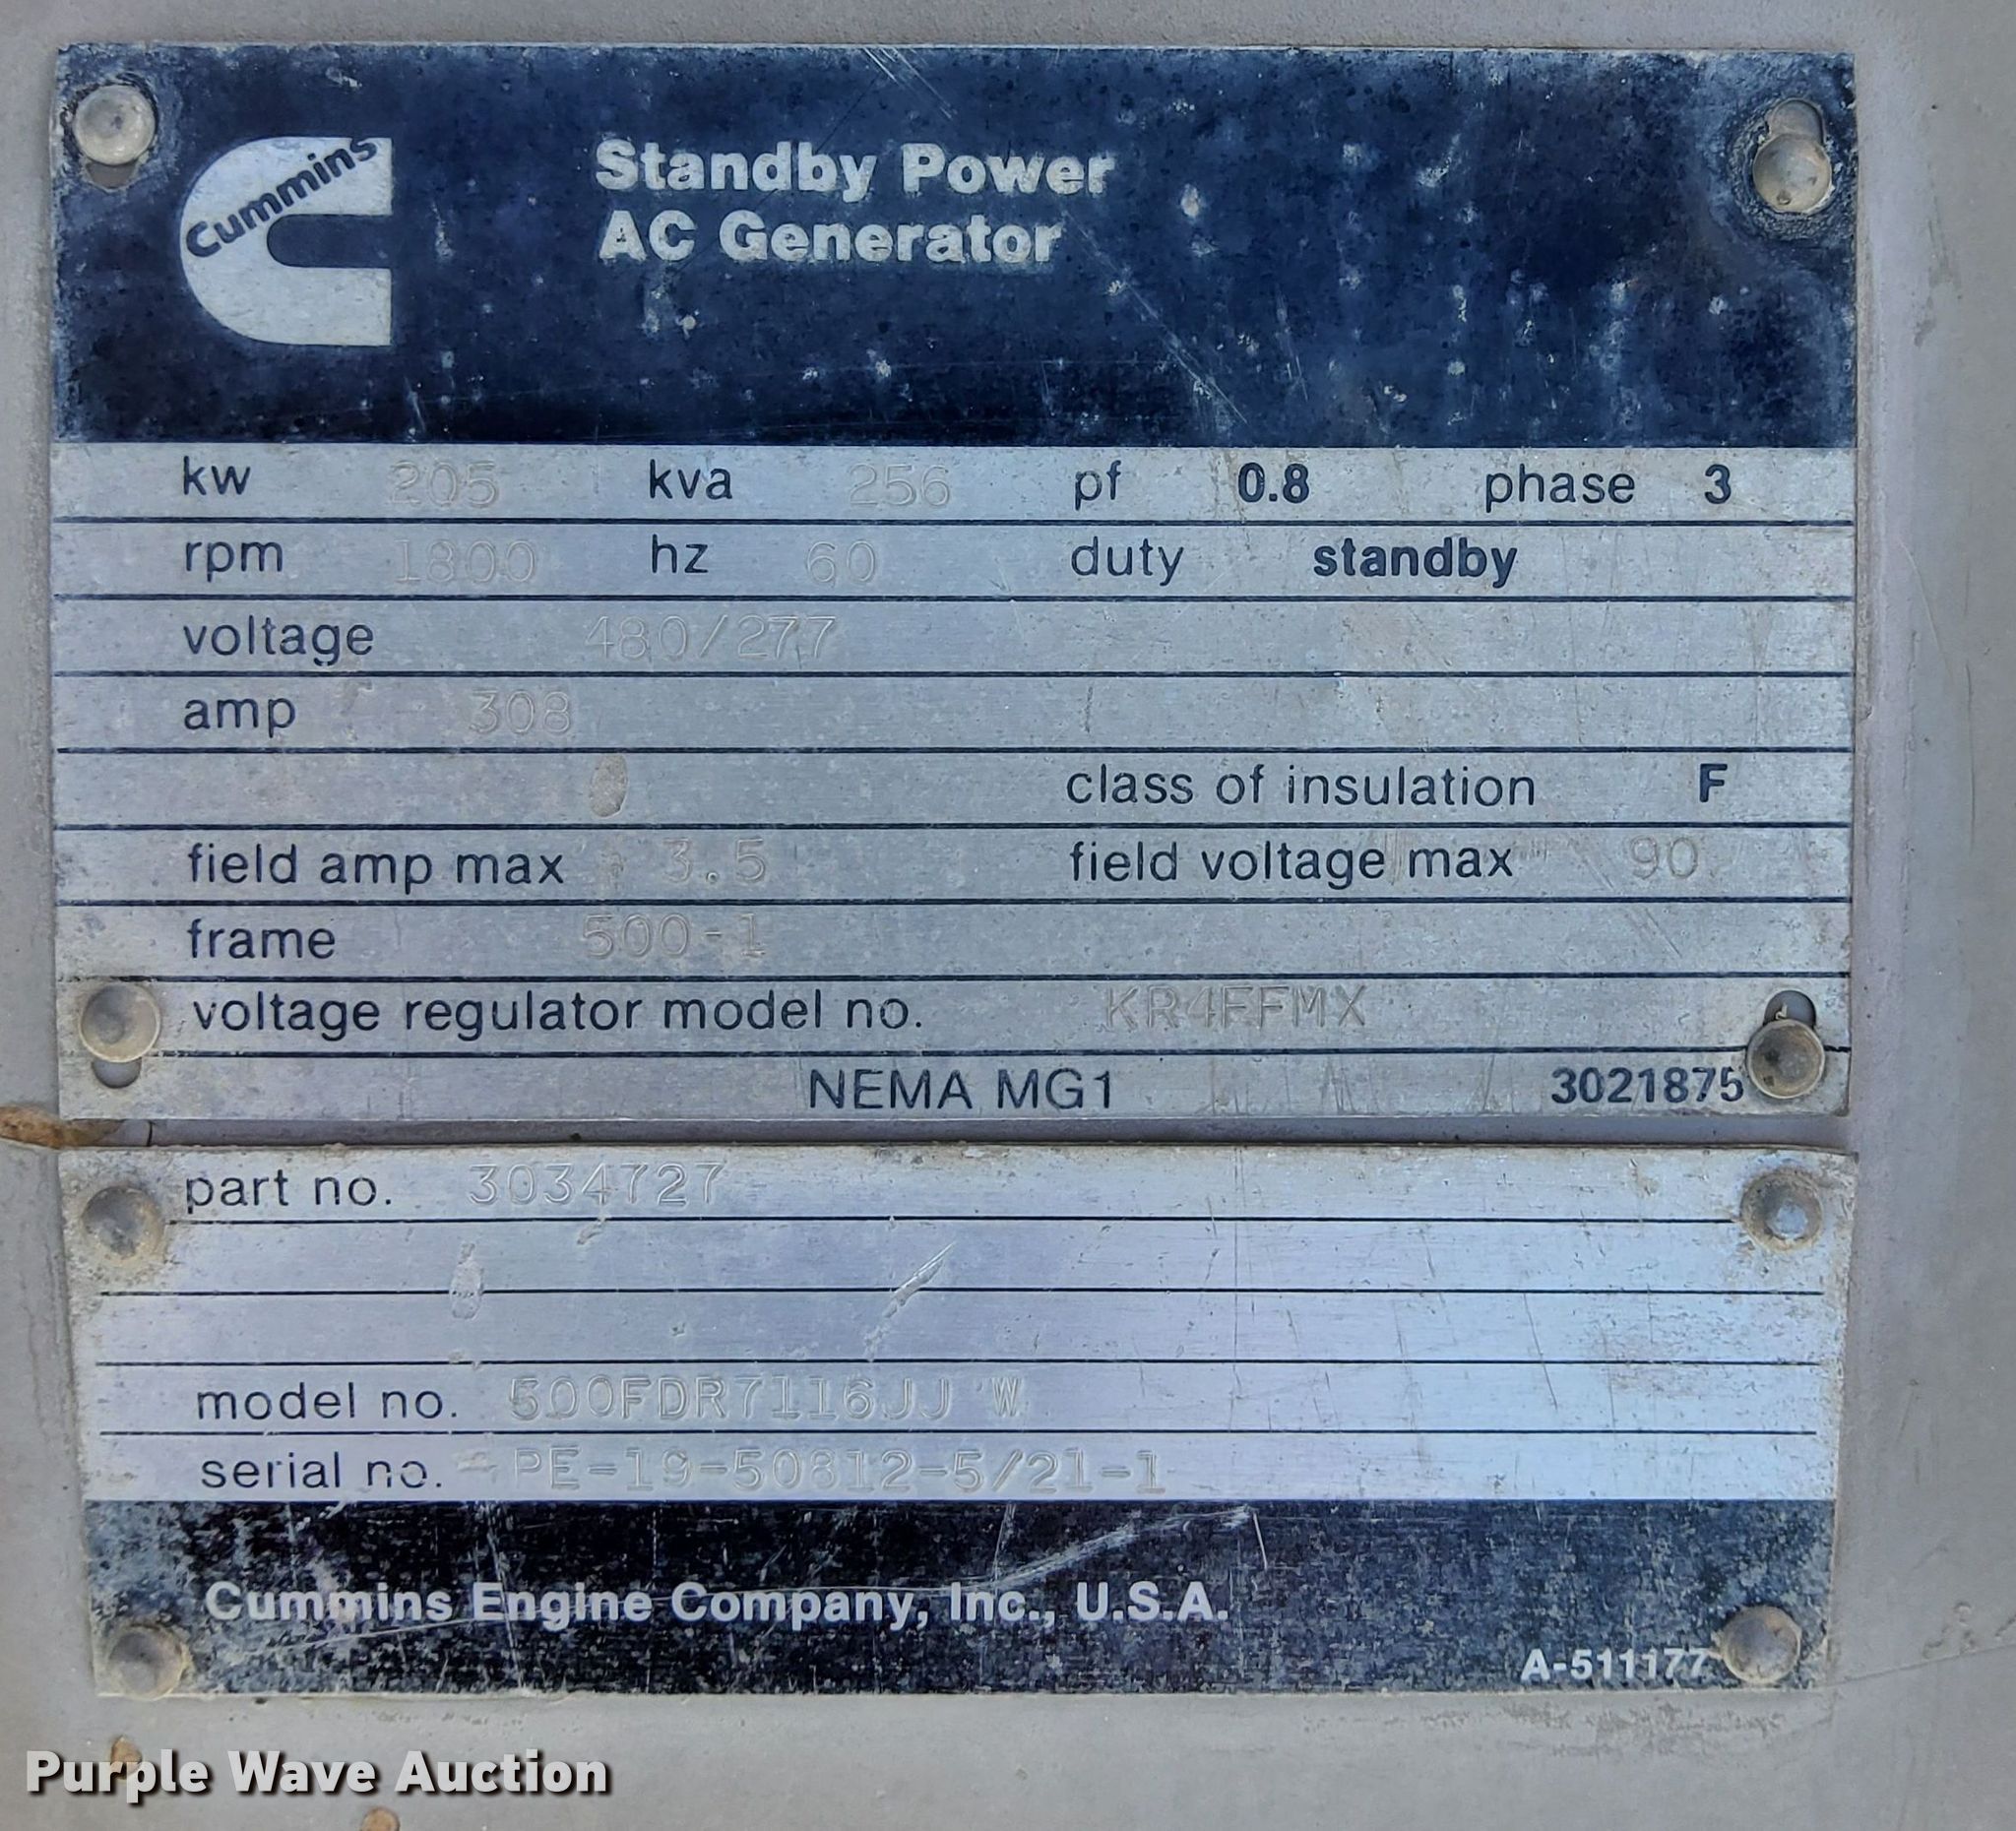 Cummins
Standby Power
AC Generator
kw 205 kva 256 pf 0.8 phase 3
rpm 1800 hz 60 duty standby
voltage 480/277
amp 308
class of insulation F
field amp max 3.5 field voltage max 90
frame 500-1
voltage regulator model no. KR4FFMX
NEMA MG1 3021875
part no. 3034727
model no. 500FDR7116JJ W
serial no. PE-19-50812-5/21-1
Cummins Engine Company, Inc., U.S.A.
A-511177
Purple Wave Auction